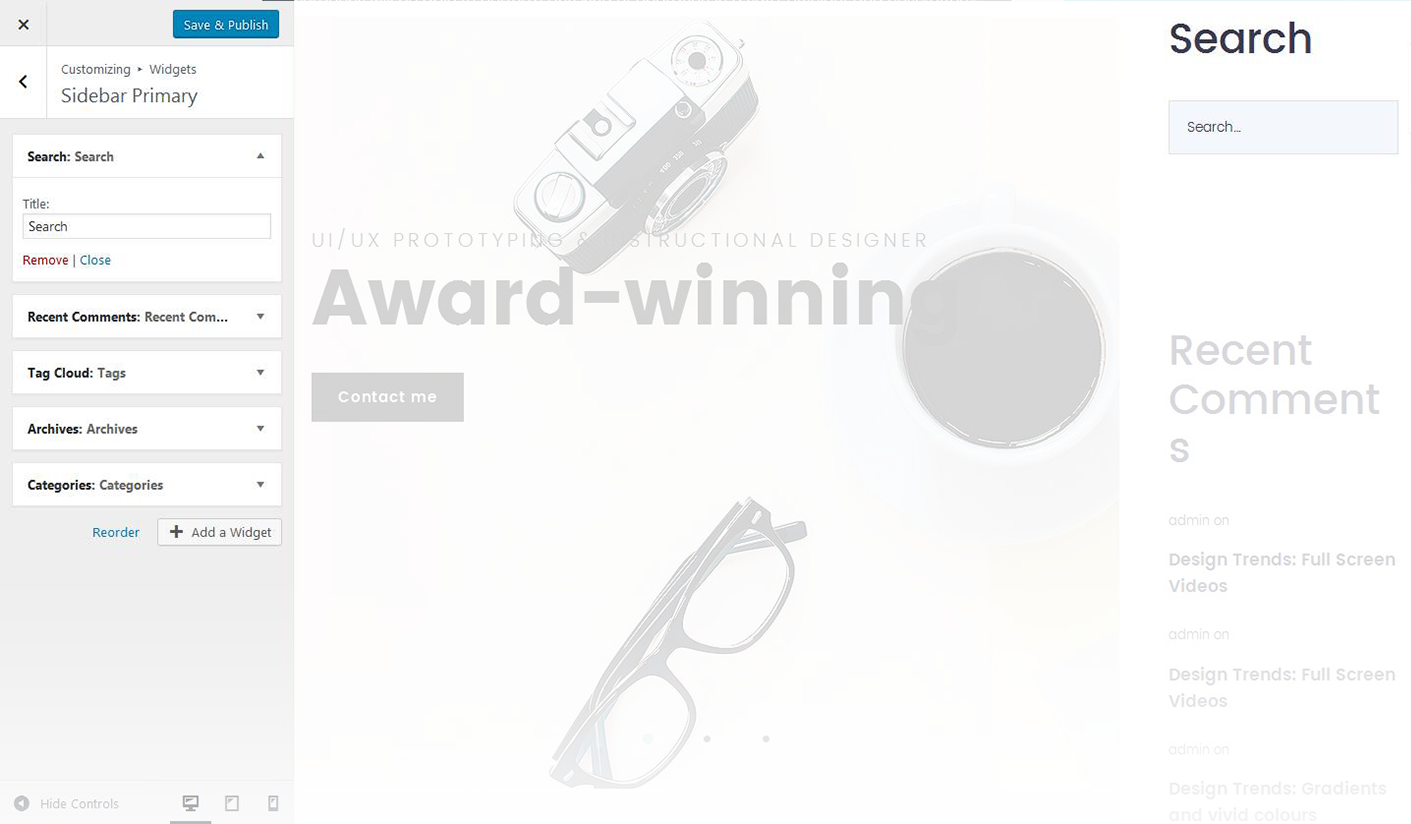 Save & Publish
Customizing ▸ Widgets
Sidebar Primary
Search: Search
Title:
Search
Remove | Close
Recent Comments: Recent Com...
Tag Cloud: Tags
Archives: Archives
Categories: Categories
Reorder
Add a Widget
Hide Controls
UI/UX PROTOTYPING & INSTRUCTIONAL DESIGNER
Award-winning
Contact me
Search
Search...
Recent
Comment
s
admin on
Design Trends: Full Screen
Videos
admin on
Design Trends: Full Screen
Videos
admin on
Design Trends: Gradients
and vivid colours